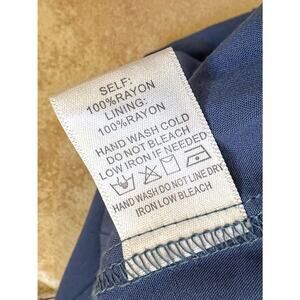 SELF:
100%RAYON
LINING:
100%RAYON
HAND WASH COLD
DO NOT BLEACH
LOW IRON IF NEEDED
HAND WASH DO NOT LINE DRY
IRON LOW BLEACH